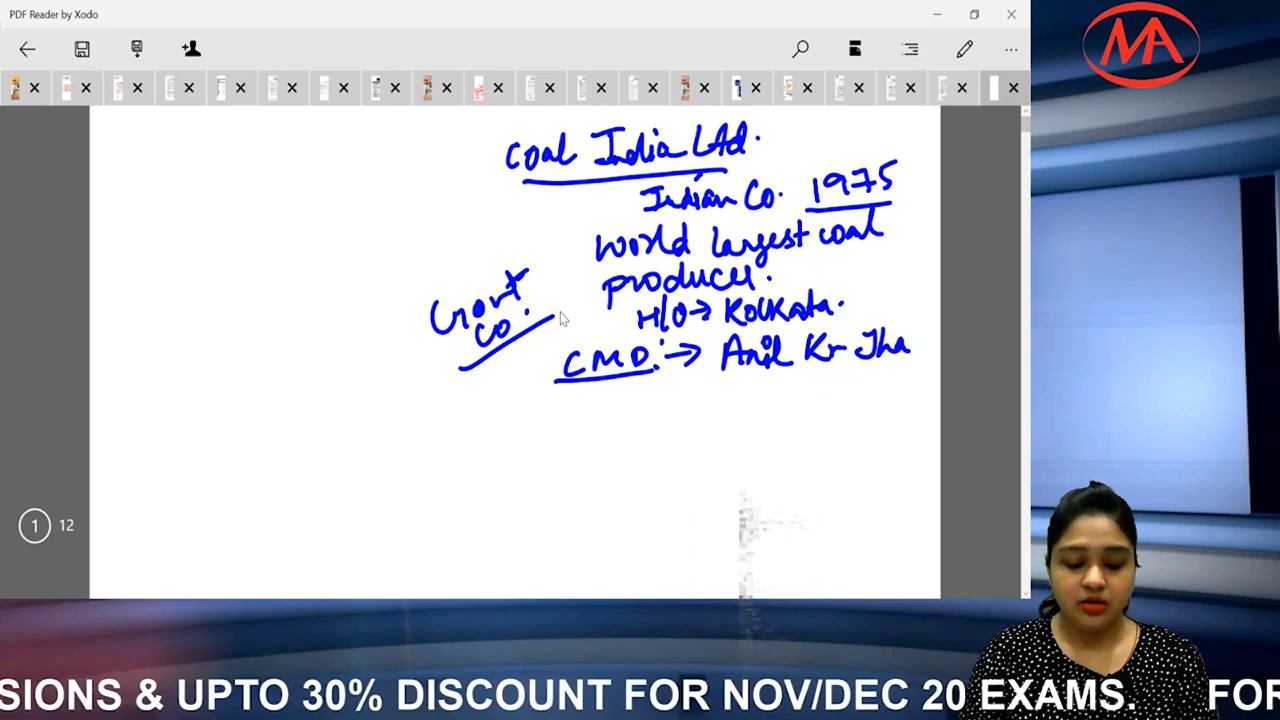 PDF Reader by Xodo
MA
Coal India Ltd.
Indian Co. 1975
World largest coal
producer.
Govt
Co.
H/O → Kolkata.
CMD. → Anil Kr Jha
1 12
SIONS & UPTO 30% DISCOUNT FOR NOV/DEC 20 EXAMS. FOR